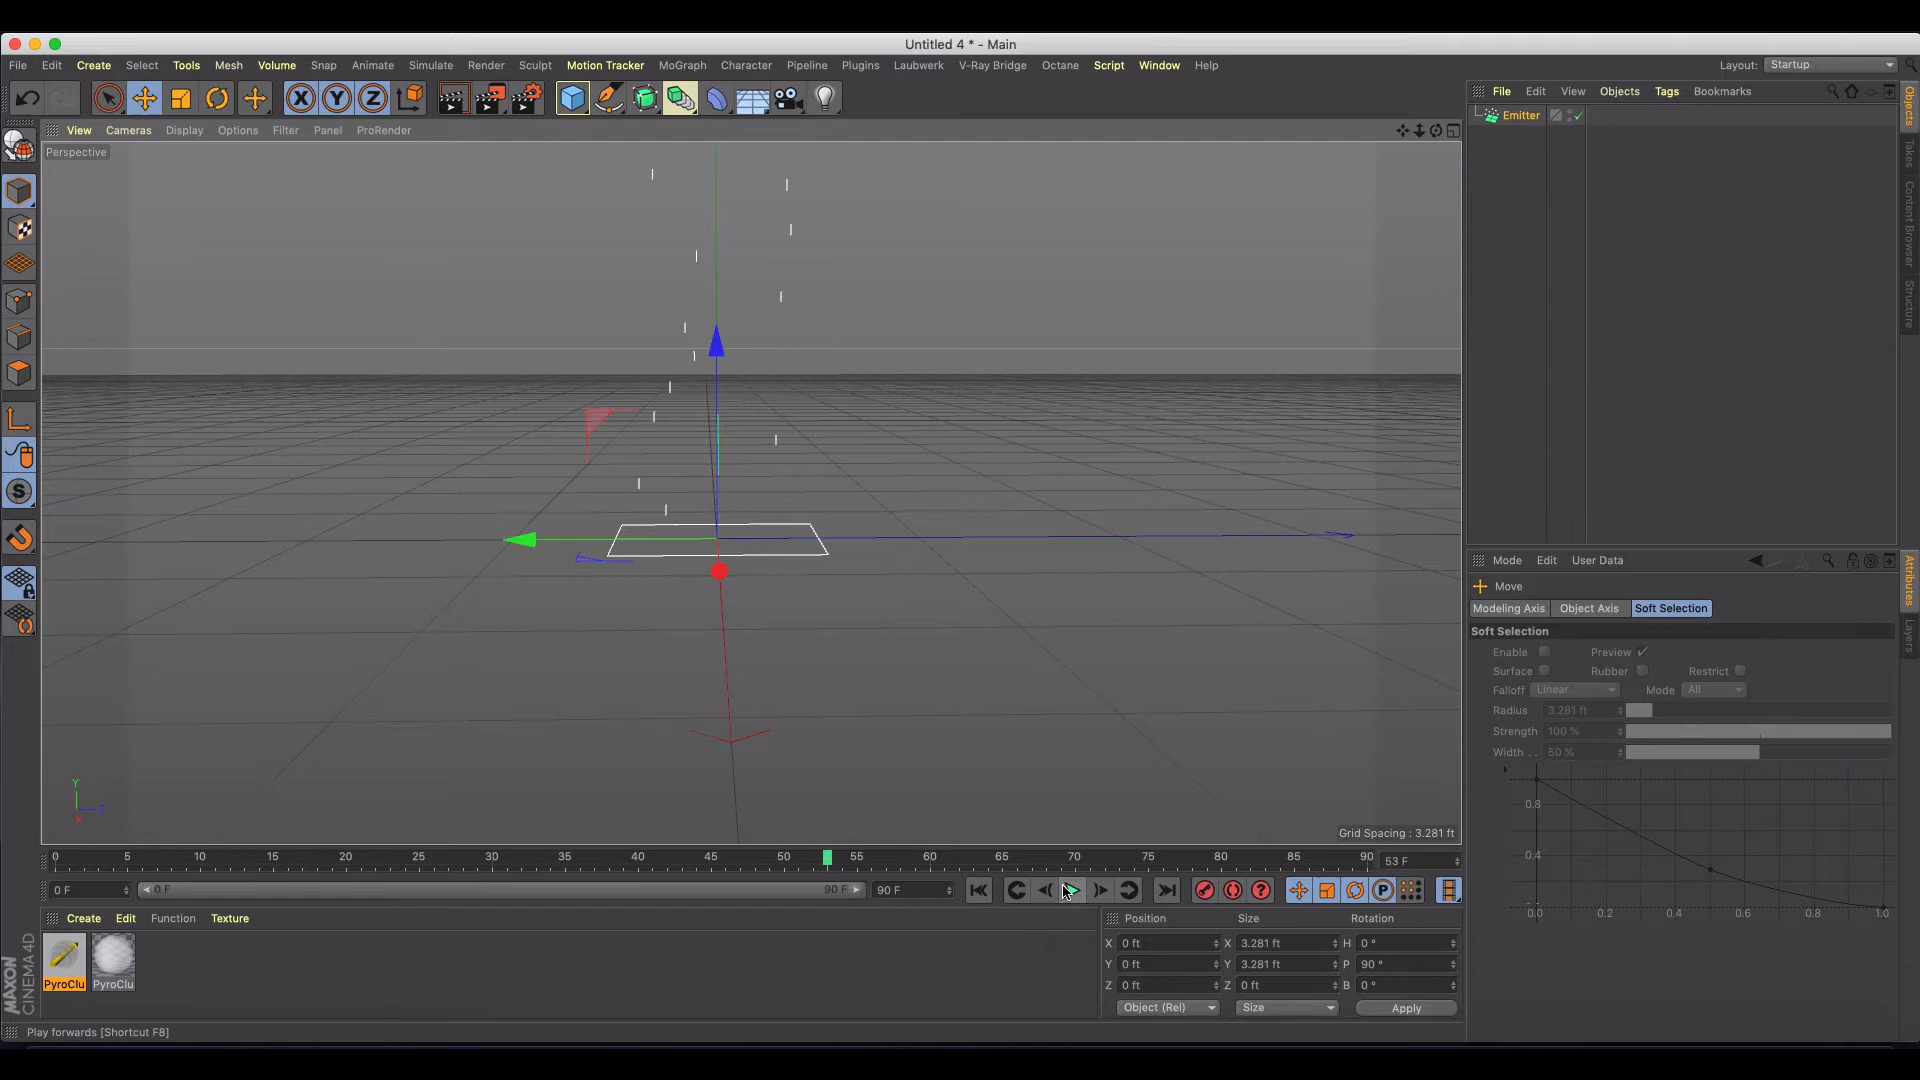 Untitled 4 * - Main
File Edit Create Select Tools Mesh Volume Snap Animate Simulate Render Sculpt Motion Tracker MoGraph Character Pipeline Plugins Laubwerk V-Ray Bridge Octane Script Window Help Layout: Startup
X Y Z
File Edit View Objects Tags Bookmarks
View Cameras Display Options Filter Panel ProRender
Emitter
Perspective
Objects
Takes
Content Browser
Structure
S
Y
Z
X
Grid Spacing : 3.281 ft
Mode Edit User Data
Move
Modeling Axis Object Axis Soft Selection
Soft Selection
Enable Preview
Surface Rubber Restrict
Falloff Linear Mode All
Radius 3.281 ft
Strength 100 %
Width . . 50 %
0.8
0.4
0.0 0.2 0.4 0.6 0.8 1.0
Attributes
Layers
0 5 10 15 20 25 30 35 40 45 50 55 60 65 70 75 80 85 90 53 F
0 F 0 F 90 F 90 F
? P
Create Edit Function Texture
PyroClu PyroClu
Position Size Rotation
X 0 ft X 3.281 ft H 0 °
Y 0 ft Y 3.281 ft P 90 °
Z 0 ft Z 0 ft B 0 °
Object (Rel) Size Apply
MAXON
CINEMA 4D
Play forwards [Shortcut F8]